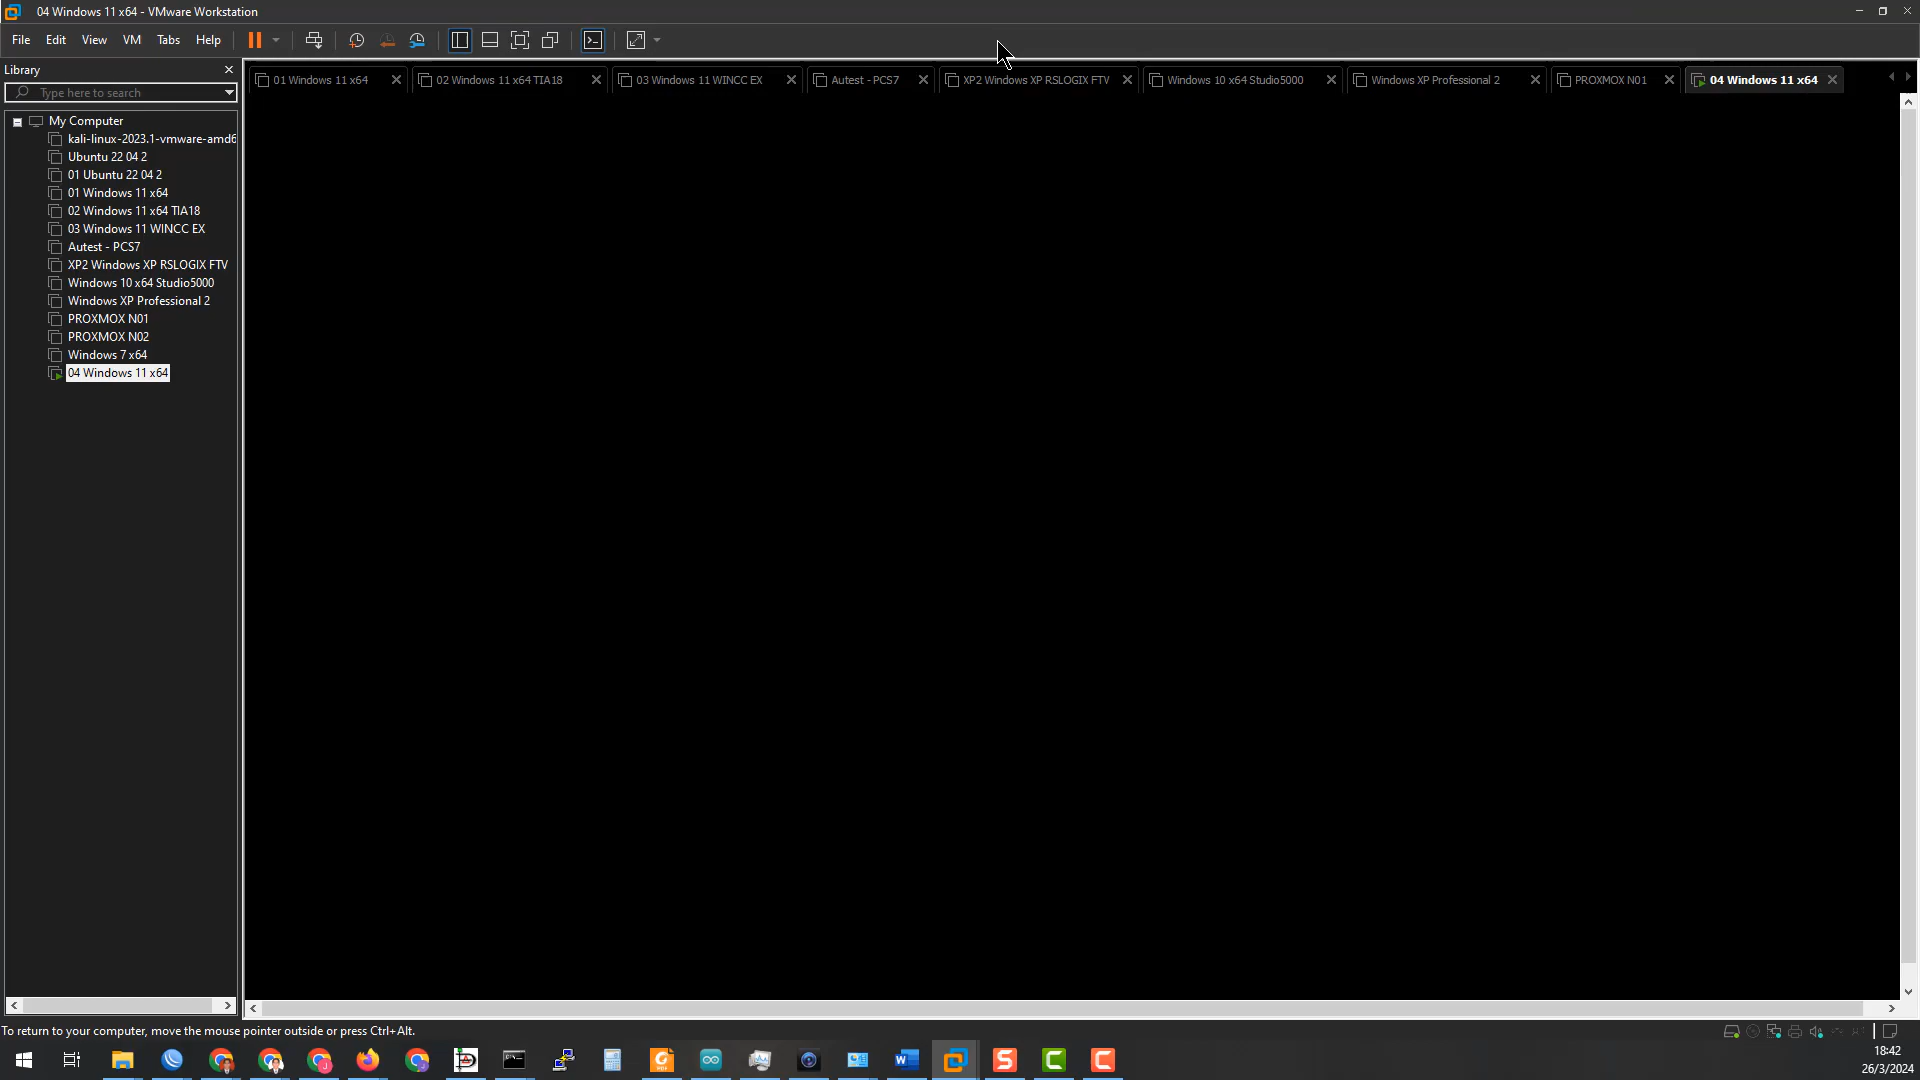 04 Windows 11 x64 - VMware Workstation
File Edit View VM Tabs Help
Library
Type here to search
01 Windows 11 x64
02 Windows 11 x64 TIA18
03 Windows 11 WINCC EX
Autest - PCS7
XP2 Windows XP RSLOGIX FTV
Windows 10 x64 Studio5000
Windows XP Professional 2
PROXMOX N01
04 Windows 11 x64
My Computer
kali-linux-2023.1-vmware-amd6
Ubuntu 22 04 2
01 Ubuntu 22 04 2
01 Windows 11 x64
02 Windows 11 x64 TIA18
03 Windows 11 WINCC EX
Autest - PCS7
XP2 Windows XP RSLOGIX FTV
Windows 10 x64 Studio5000
Windows XP Professional 2
PROXMOX N01
PROXMOX N02
Windows 7 x64
04 Windows 11 x64
To return to your computer, move the mouse pointer outside or press Ctrl+Alt.
18:42
26/3/2024